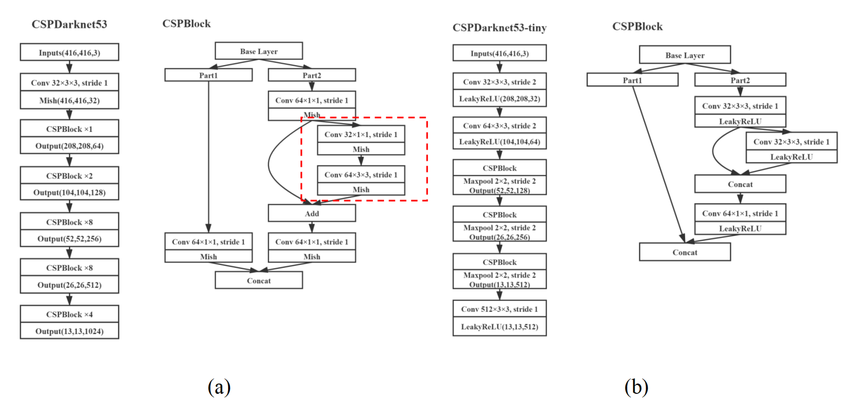 CSPDarknet53
Inputs(416,416,3)
Conv 32×3×3, stride 1
Mish(416,416,32)
CSPBlock ×1
Output(208,208,64)
CSPBlock ×2
Output(104,104,128)
CSPBlock ×8
Output(52,52,256)
CSPBlock ×8
Output(26,26,512)
CSPBlock ×4
Output(13,13,1024)
CSPBlock
Base Layer
Part1
Part2
Conv 64×1×1, stride 1
Mish
Conv 32×1×1, stride 1
Mish
Conv 64×3×3, stride 1
Mish
Add
Conv 64×1×1, stride 1
Mish
Conv 64×1×1, stride 1
Mish
Concat
(a)
CSPDarknet53-tiny
Inputs(416,416,3)
Conv 32×3×3, stride 2
LeakyReLU(208,208,32)
Conv 64×3×3, stride 2
LeakyReLU(104,104,64)
CSPBlock
Maxpool 2×2, stride 2
Output(52,52,128)
CSPBlock
Maxpool 2×2, stride 2
Output(26,26,256)
CSPBlock
Maxpool 2×2, stride 2
Output(13,13,512)
Conv 512×3×3, stride 1
LeakyReLU(13,13,512)
CSPBlock
Base Layer
Part1
Part2
Conv 32×3×3, stride 1
LeakyReLU
Conv 32×3×3, stride 1
LeakyReLU
Concat
Conv 64×1×1, stride 1
LeakyReLU
Concat
(b)